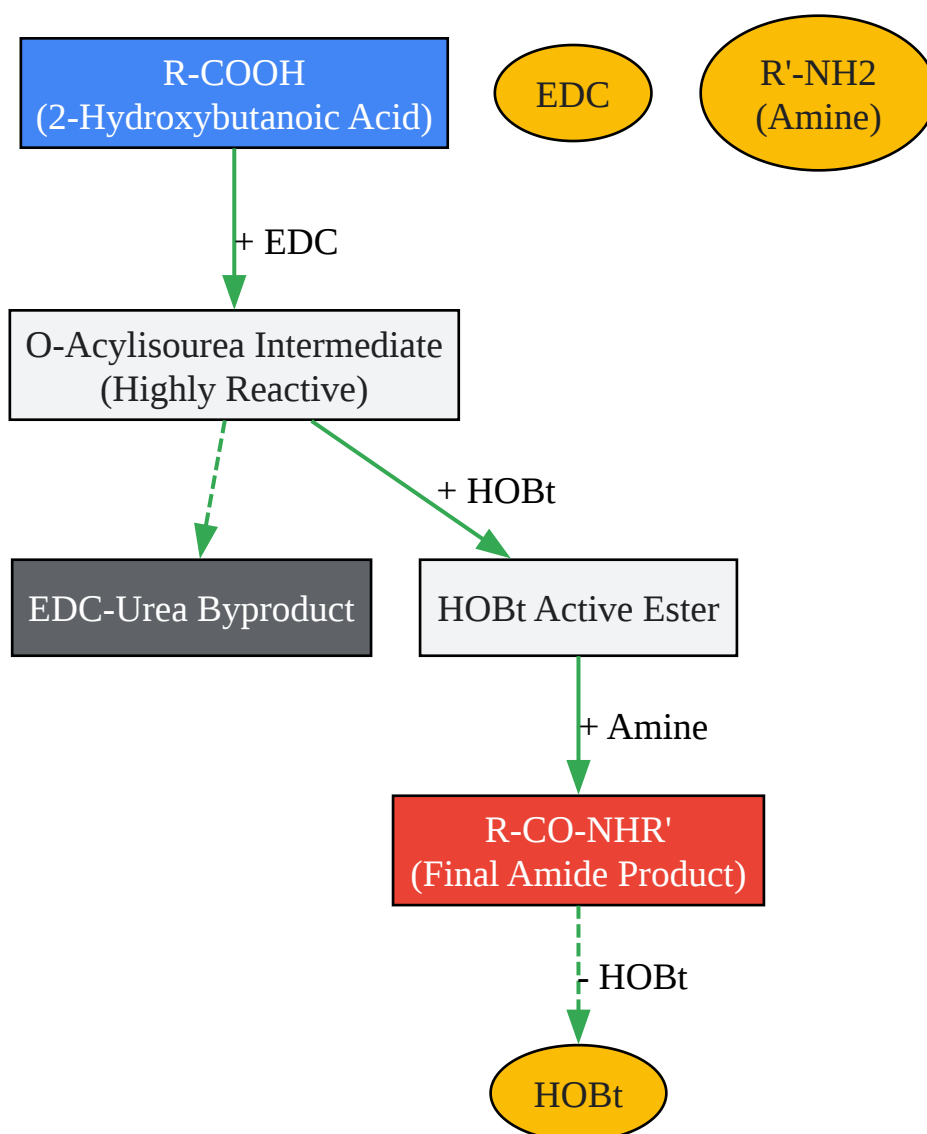 R-COOH
(2-Hydroxybutanoic Acid)
EDC
R'-NH2
(Amine)
+ EDC
O-Acylisourea Intermediate
(Highly Reactive)
+ HOBt
EDC-Urea Byproduct
HOBt Active Ester
+ Amine
R-CO-NHR'
(Final Amide Product)
- HOBt
HOBt